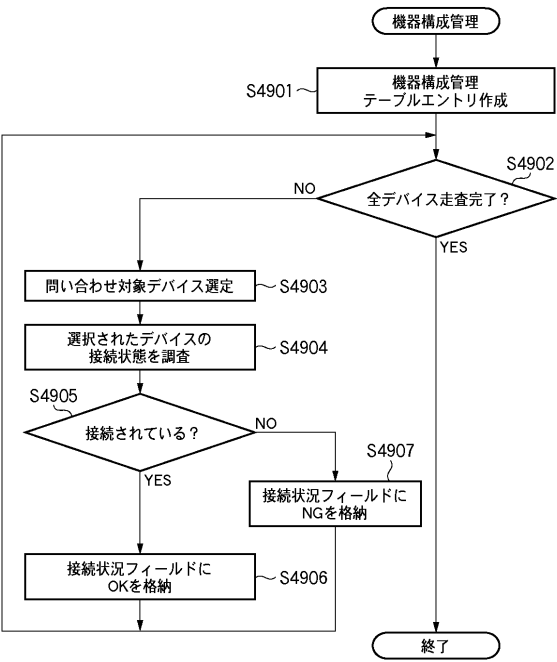 機器構成管理
S4901
機器構成管理
テーブルエントリ作成
S4902
全デバイス走査完了？
NO
YES
問い合わせ対象デバイス選定
S4903
選択されたデバイスの
接続状態を調査
S4904
S4905
接続されている？
NO
YES
S4907
接続状況フィールドに
NGを格納
接続状況フィールドに
OKを格納
S4906
終了